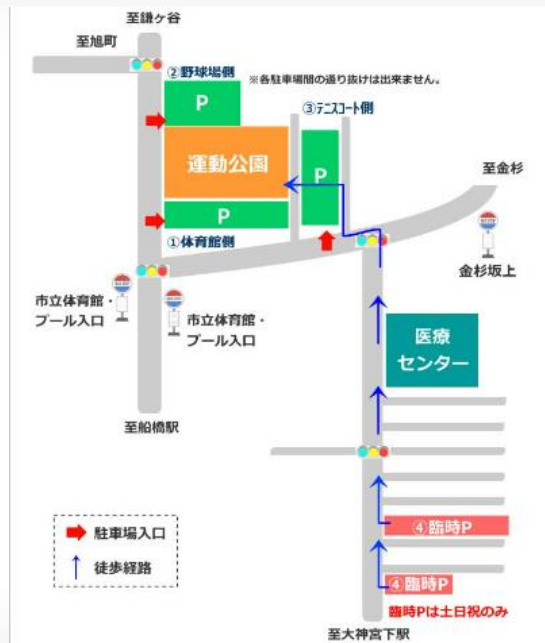 至鎌ヶ谷
至旭町
②野球場側
※各駐車場間の通り抜けは出来ません。
P
③テニスコート側
運動公園
P
至金杉
P
①体育館側
金杉坂上
市立体育館・
プール入口
市立体育館・
プール入口
医療
センター
至船橋駅
駐車場入口
徒歩経路
④臨時P
④臨時P
臨時Pは土日祝のみ
至大神宮下駅